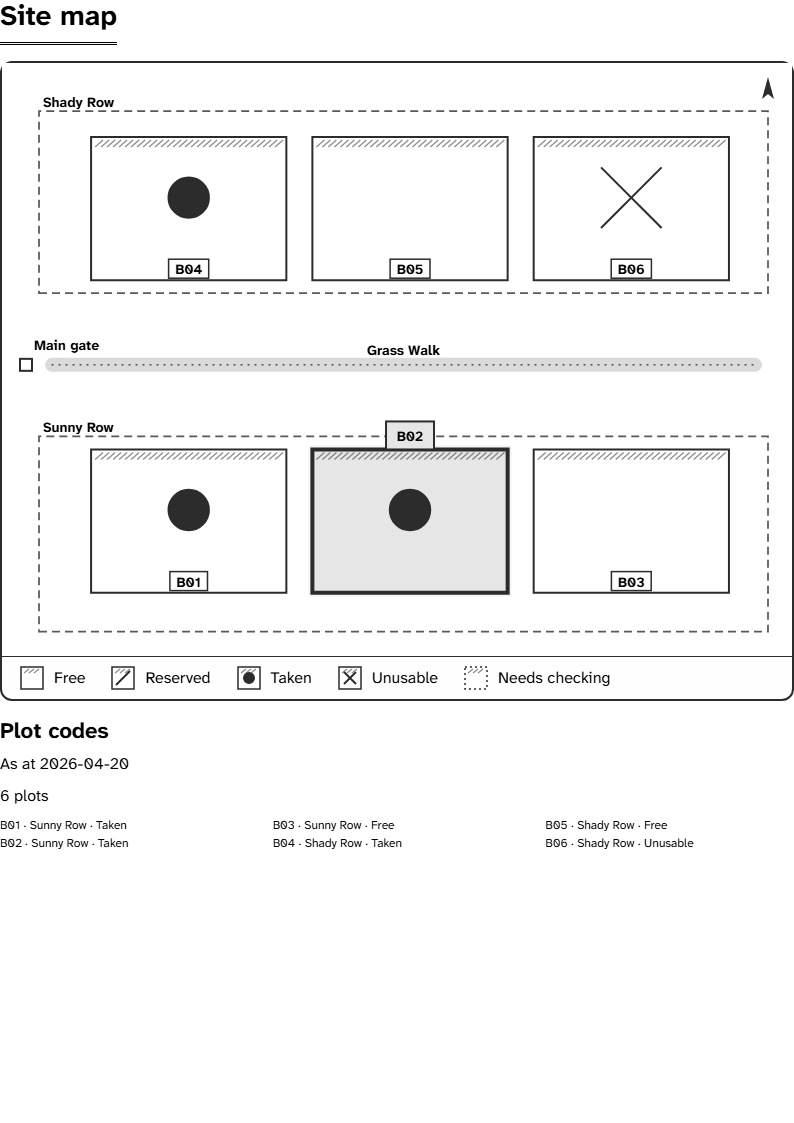 Site map
Shady Row
B04
B05
B06
Main gate
Grass Walk
Sunny Row
B02
B01
B03
Free
Reserved
Taken
Unusable
Needs checking
Plot codes
As at 2026-04-20
6 plots
B01 · Sunny Row · Taken
B02 · Sunny Row · Taken
B03 · Sunny Row · Free
B04 · Shady Row · Taken
B05 · Shady Row · Free
B06 · Shady Row · Unusable